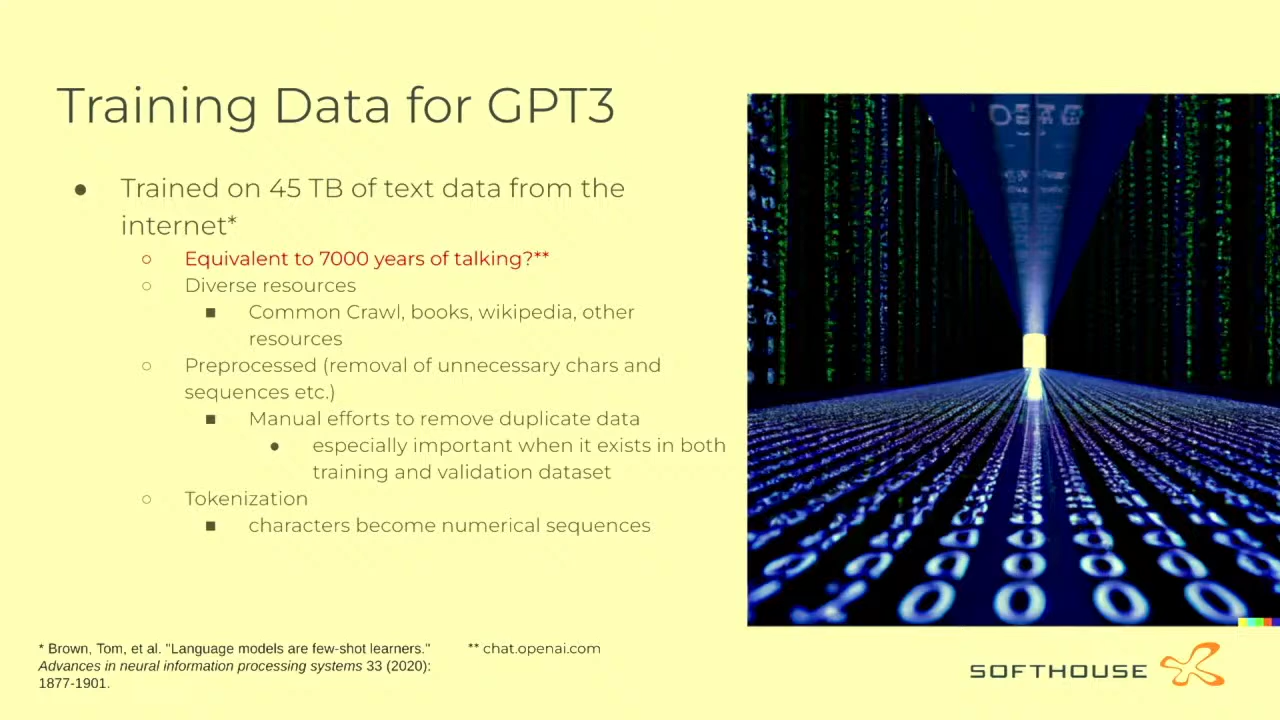 Training Data for GPT3
● Trained on 45 TB of text data from the
internet*
○ Equivalent to 7000 years of talking?**
○ Diverse resources
■ Common Crawl, books, wikipedia, other
resources
○ Preprocessed (removal of unnecessary chars and
sequences etc.)
■ Manual efforts to remove duplicate data
● especially important when it exists in both
training and validation dataset
○ Tokenization
■ characters become numerical sequences
* Brown, Tom, et al. "Language models are few-shot learners."
Advances in neural information processing systems 33 (2020):
1877-1901.
** chat.openai.com
SOFTHOUSE